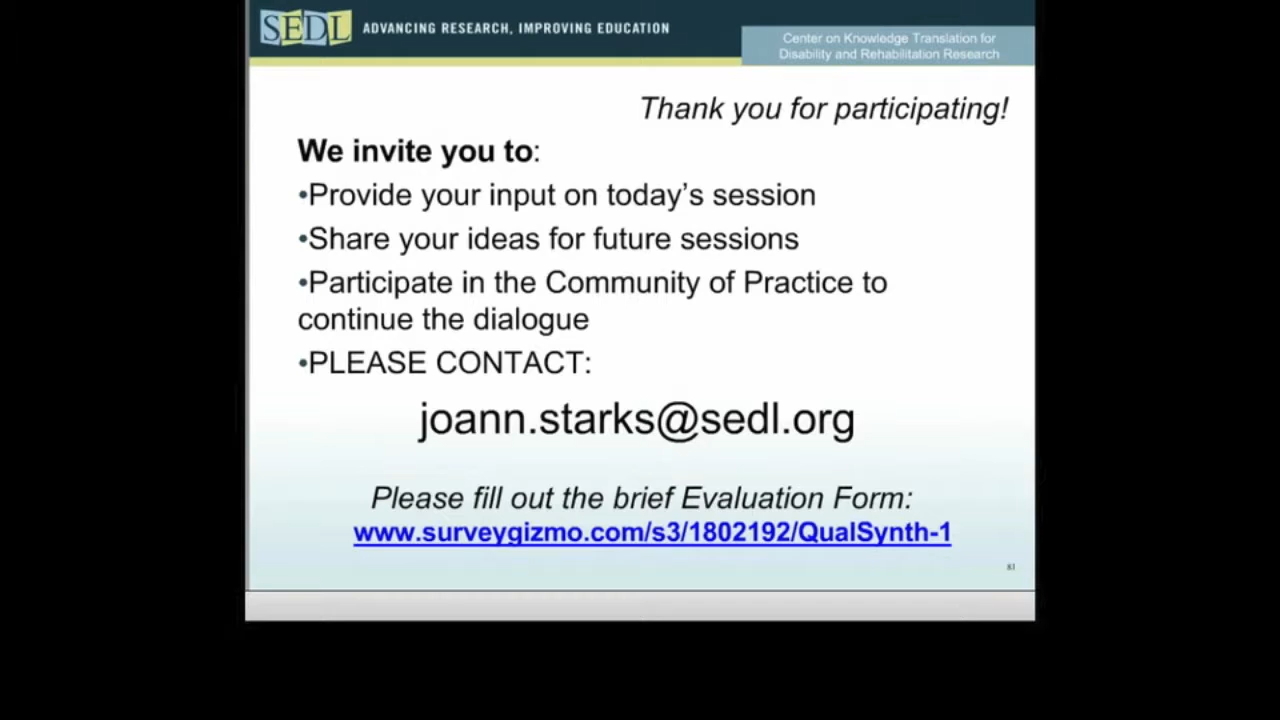 SEDL ADVANCING RESEARCH, IMPROVING EDUCATION
Center on Knowledge Translation for
Disability and Rehabilitation Research
Thank you for participating!
We invite you to:
•Provide your input on today’s session
•Share your ideas for future sessions
•Participate in the Community of Practice to
continue the dialogue
•PLEASE CONTACT:
joann.starks@sedl.org
Please fill out the brief Evaluation Form:
www.surveygizmo.com/s3/1802192/QualSynth-1